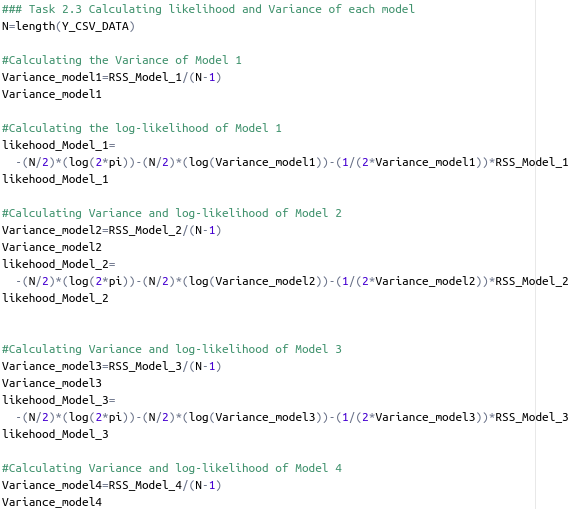 ### Task 2.3 Calculating likelihood and Variance of each model
N=length(Y_CSV_DATA)
#Calculating the Variance of Model 1
Variance_model1=RSS_Model_1/(N-1)
Variance_model1
#Calculating the log-likelihood of Model 1
likehood_Model_1=
-(N/2)*(log(2*pi))-(N/2)*(log(Variance_model1))-(1/(2*Variance_model1))*RSS_Model_1
likehood_Model_1
#Calculating Variance and log-likelihood of Model 2
Variance_model2=RSS_Model_2/(N-1)
Variance_model2
likehood_Model_2=
-(N/2)*(log(2*pi))-(N/2)*(log(Variance_model2))-(1/(2*Variance_model2))*RSS_Model_2
likehood_Model_2
#Calculating Variance and log-likelihood of Model 3
Variance_model3=RSS_Model_3/(N-1)
Variance_model3
likehood_Model_3=
-(N/2)*(log(2*pi))-(N/2)*(log(Variance_model3))-(1/(2*Variance_model3))*RSS_Model_3
likehood_Model_3
#Calculating Variance and log-likelihood of Model 4
Variance_model4=RSS_Model_4/(N-1)
Variance_model4